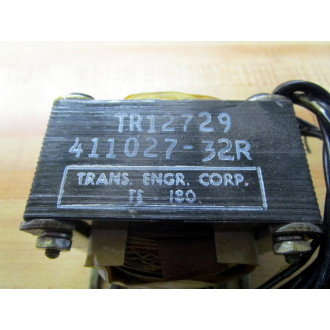 TR12729
411027-32R
TRANS. ENGR. CORP.
TS 180